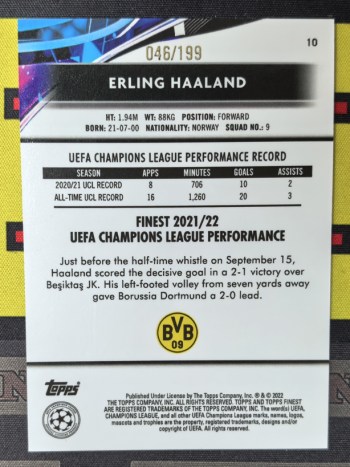 046/199
10
ERLING HAALAND
HT: 1.94M WT: 88KG POSITION: FORWARD
BORN: 21-07-00 NATIONALITY: NORWAY SQUAD NO.: 9
UEFA CHAMPIONS LEAGUE PERFORMANCE RECORD
SEASON APPS MINUTES GOALS ASSISTS
2020/21 UCL RECORD 8 706 10 2
ALL-TIME UCL RECORD 16 1,260 20 3
FINEST 2021/22
UEFA CHAMPIONS LEAGUE PERFORMANCE
Just before the half-time whistle on September 15,
Haaland scored the decisive goal in a 2-1 victory over
Beşiktaş JK. His left-footed volley from seven yards away
gave Borussia Dortmund a 2-0 lead.
BVB
09
Topps
Published Under License by The Topps Company, Inc. ® & © 2022
THE TOPPS COMPANY, INC. ALL RIGHTS RESERVED. TOPPS AND TOPPS FINEST
ARE REGISTERED TRADEMARKS OF THE TOPPS COMPANY, INC. The word(s) UEFA,
CHAMPIONS LEAGUE, and all other UEFA Champions League marks, names, logos,
mascots and trophies are the property, registered trademarks, designs and/or
copyright of UEFA. All rights reserved.